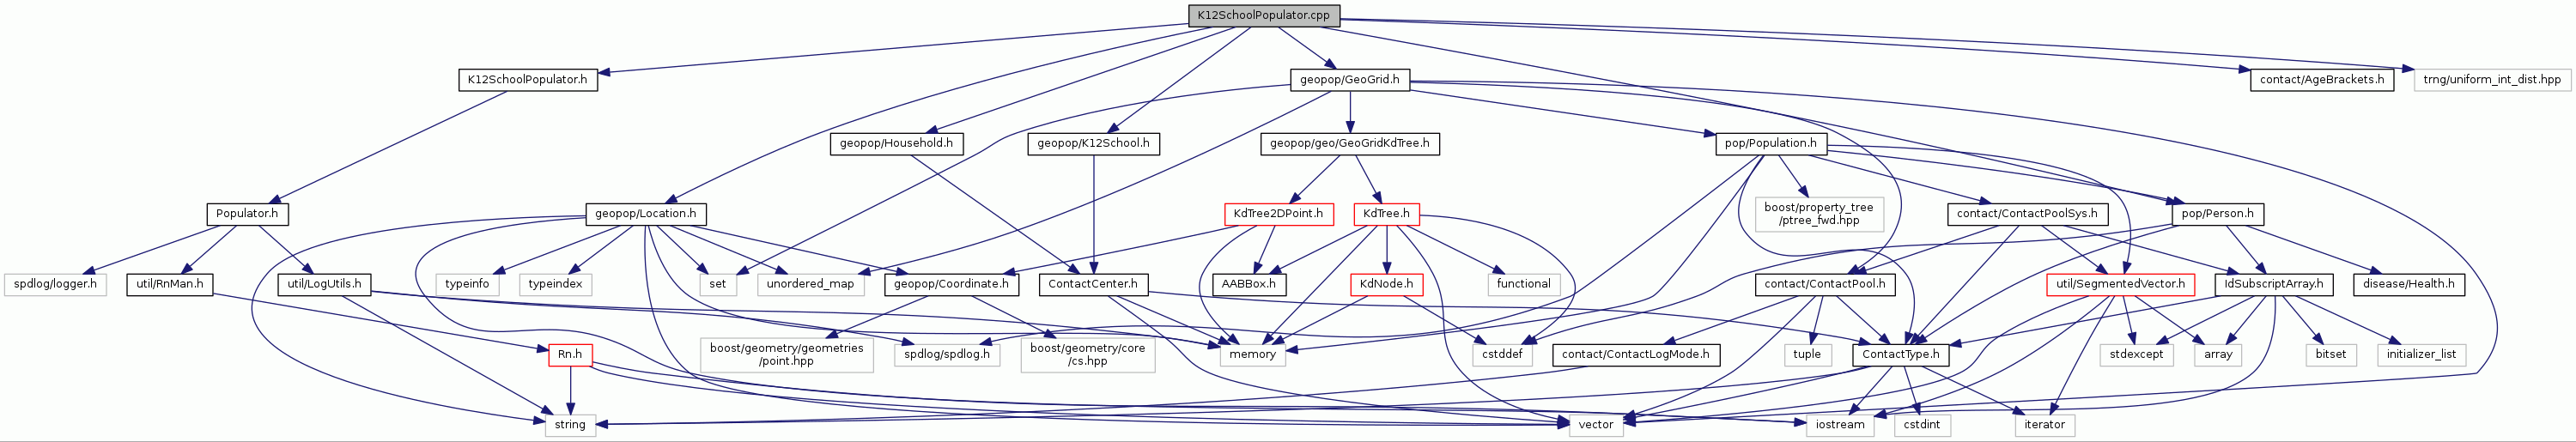 K12SchoolPopulator.cpp
K12SchoolPopulator.h
geopop/GeoGrid.h
contact/AgeBrackets.h
trng/uniform_int_dist.hpp
geopop/Household.h
geopop/K12School.h
geopop/geo/GeoGridKdTree.h
pop/Population.h
Populator.h
geopop/Location.h
KdTree2DPoint.h
KdTree.h
boost/property_tree
/ptree_fwd.hpp
contact/ContactPoolSys.h
pop/Person.h
spdlog/logger.h
util/RnMan.h
util/LogUtils.h
typeinfo
typeindex
set
unordered_map
geopop/Coordinate.h
ContactCenter.h
AABBox.h
KdNode.h
functional
contact/ContactPool.h
util/SegmentedVector.h
IdSubscriptArray.h
disease/Health.h
Rn.h
boost/geometry/geometries
/point.hpp
spdlog/spdlog.h
boost/geometry/core
/cs.hpp
memory
cstddef
contact/ContactLogMode.h
tuple
ContactType.h
stdexcept
array
bitset
initializer_list
string
vector
iostream
cstdint
iterator